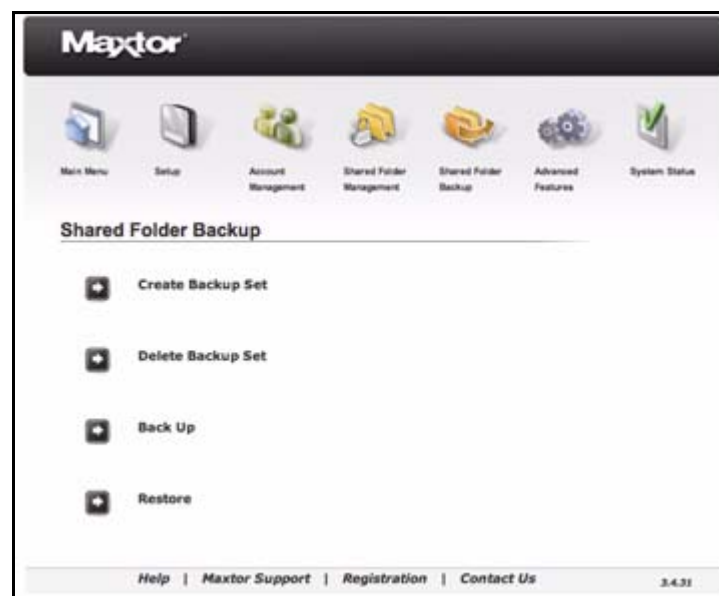 Maxtor
Main Menu
Setup
Account Management
Shared Folder Management
Shared Folder Backup
Advanced Features
System Status
Shared Folder Backup
Create Backup Set
Delete Backup Set
Back Up
Restore
Help | Maxtor Support | Registration | Contact Us
3.4.31